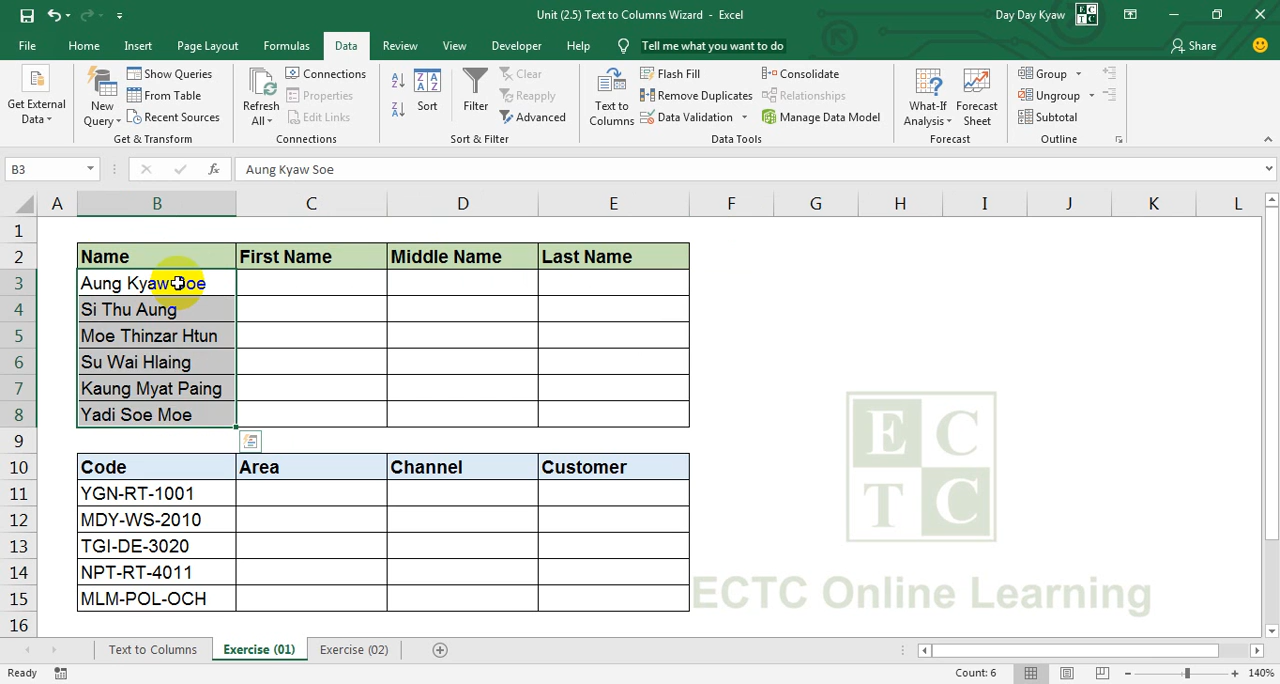 Unit (2.5) Text to Columns Wizard - Excel
Day Day Kyaw
File Home Insert Page Layout Formulas Data Review View Developer Help Tell me what you want to do Share
Get External Data
New Query
Show Queries
From Table
Recent Sources
Get & Transform
Refresh All
Connections
Properties
Edit Links
Connections
Sort
Filter
Clear
Reapply
Advanced
Sort & Filter
Text to Columns
Flash Fill
Remove Duplicates
Data Validation
Consolidate
Relationships
Manage Data Model
Data Tools
What-If Analysis
Forecast Sheet
Forecast
Group
Ungroup
Subtotal
Outline
B3 fx Aung Kyaw Soe
A B C D E F G H I J K L
1
2 Name First Name Middle Name Last Name
3 Aung Kyaw Soe
4 Si Thu Aung
5 Moe Thinzar Htun
6 Su Wai Hlaing
7 Kaung Myat Paing
8 Yadi Soe Moe
9
10 Code Area Channel Customer
11 YGN-RT-1001
12 MDY-WS-2010
13 TGI-DE-3020
14 NPT-RT-4011
15 MLM-POL-OCH
16
E C
T C
ECTC Online Learning
Text to Columns Exercise (01) Exercise (02)
Ready Count: 6 140%